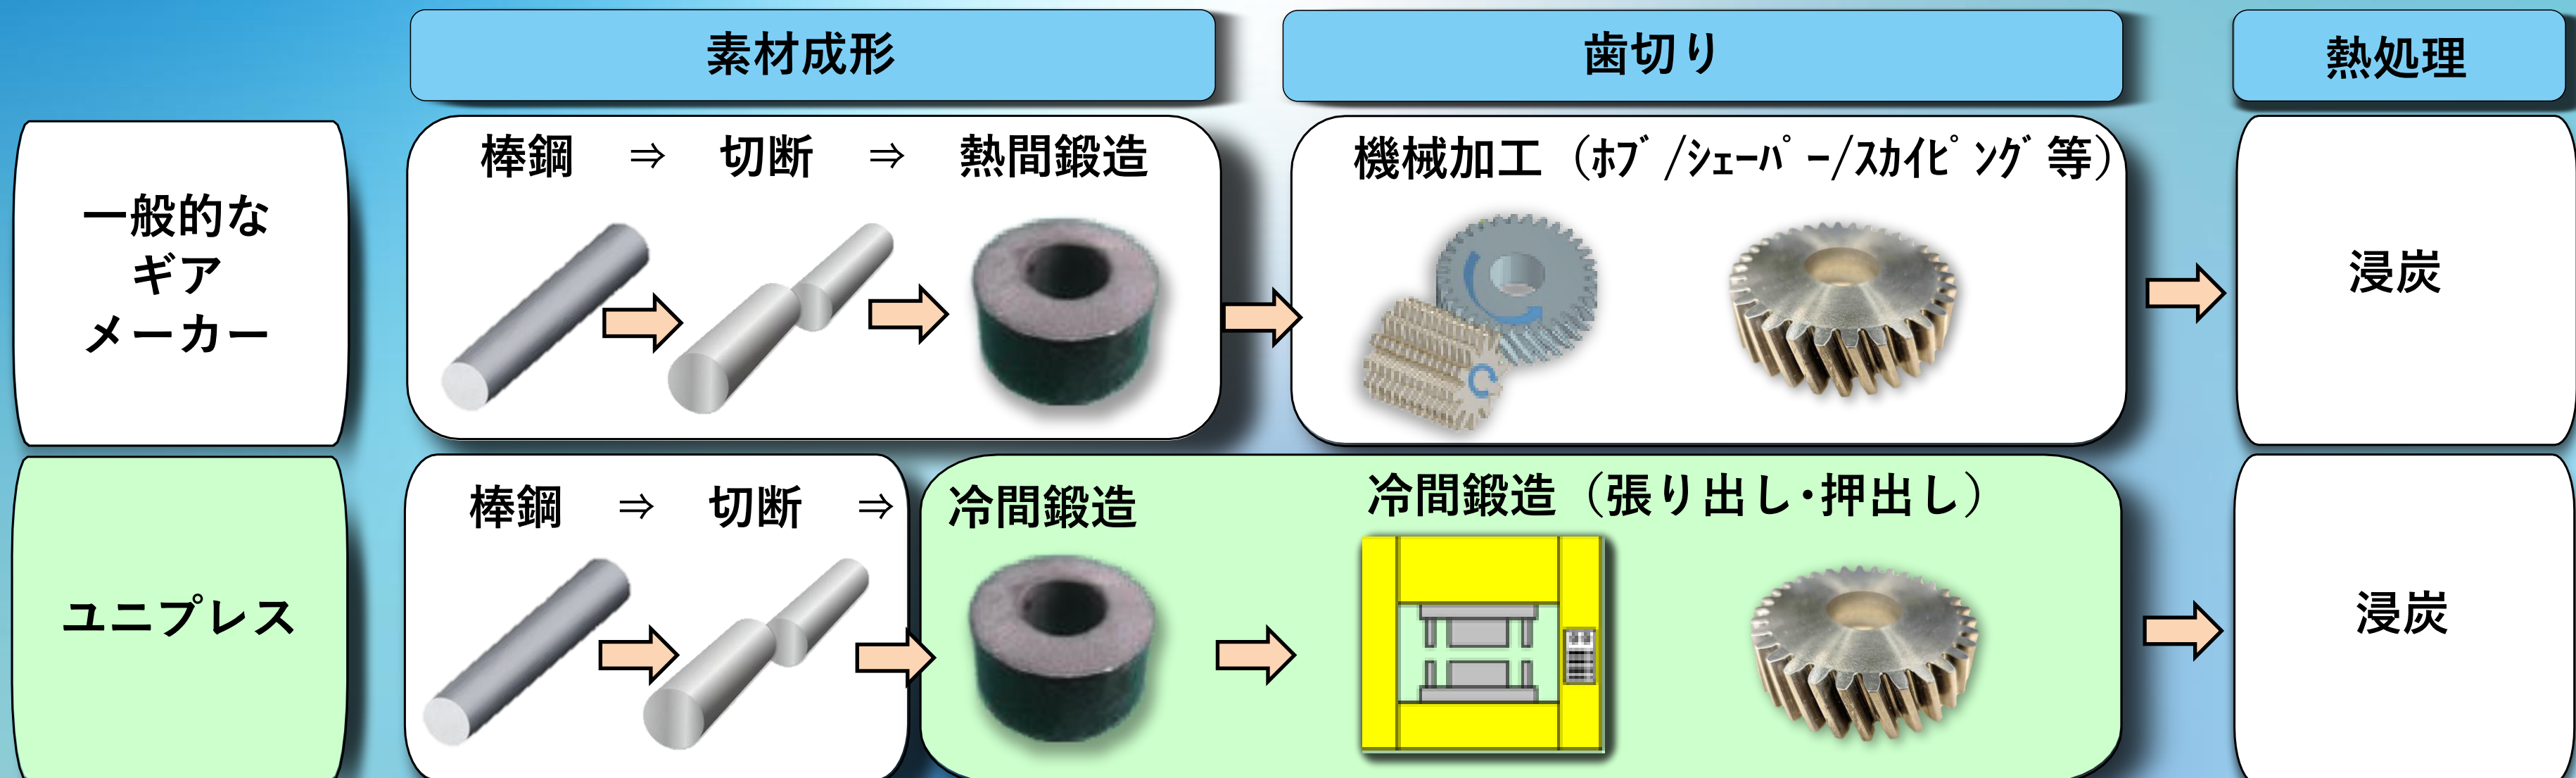 素材成形
歯切り
熱処理
一般的な
ギア
メーカー
棒鋼 ⇒ 切断 ⇒ 熱間鍛造
機械加工（ﾎﾌﾞ/ｼｪｰﾊﾟｰ/ｽｶｲﾋﾟﾝｸﾞ等）
浸炭
ユニプレス
棒鋼 ⇒ 切断 ⇒ 冷間鍛造
冷間鍛造（張り出し･押出し）
浸炭